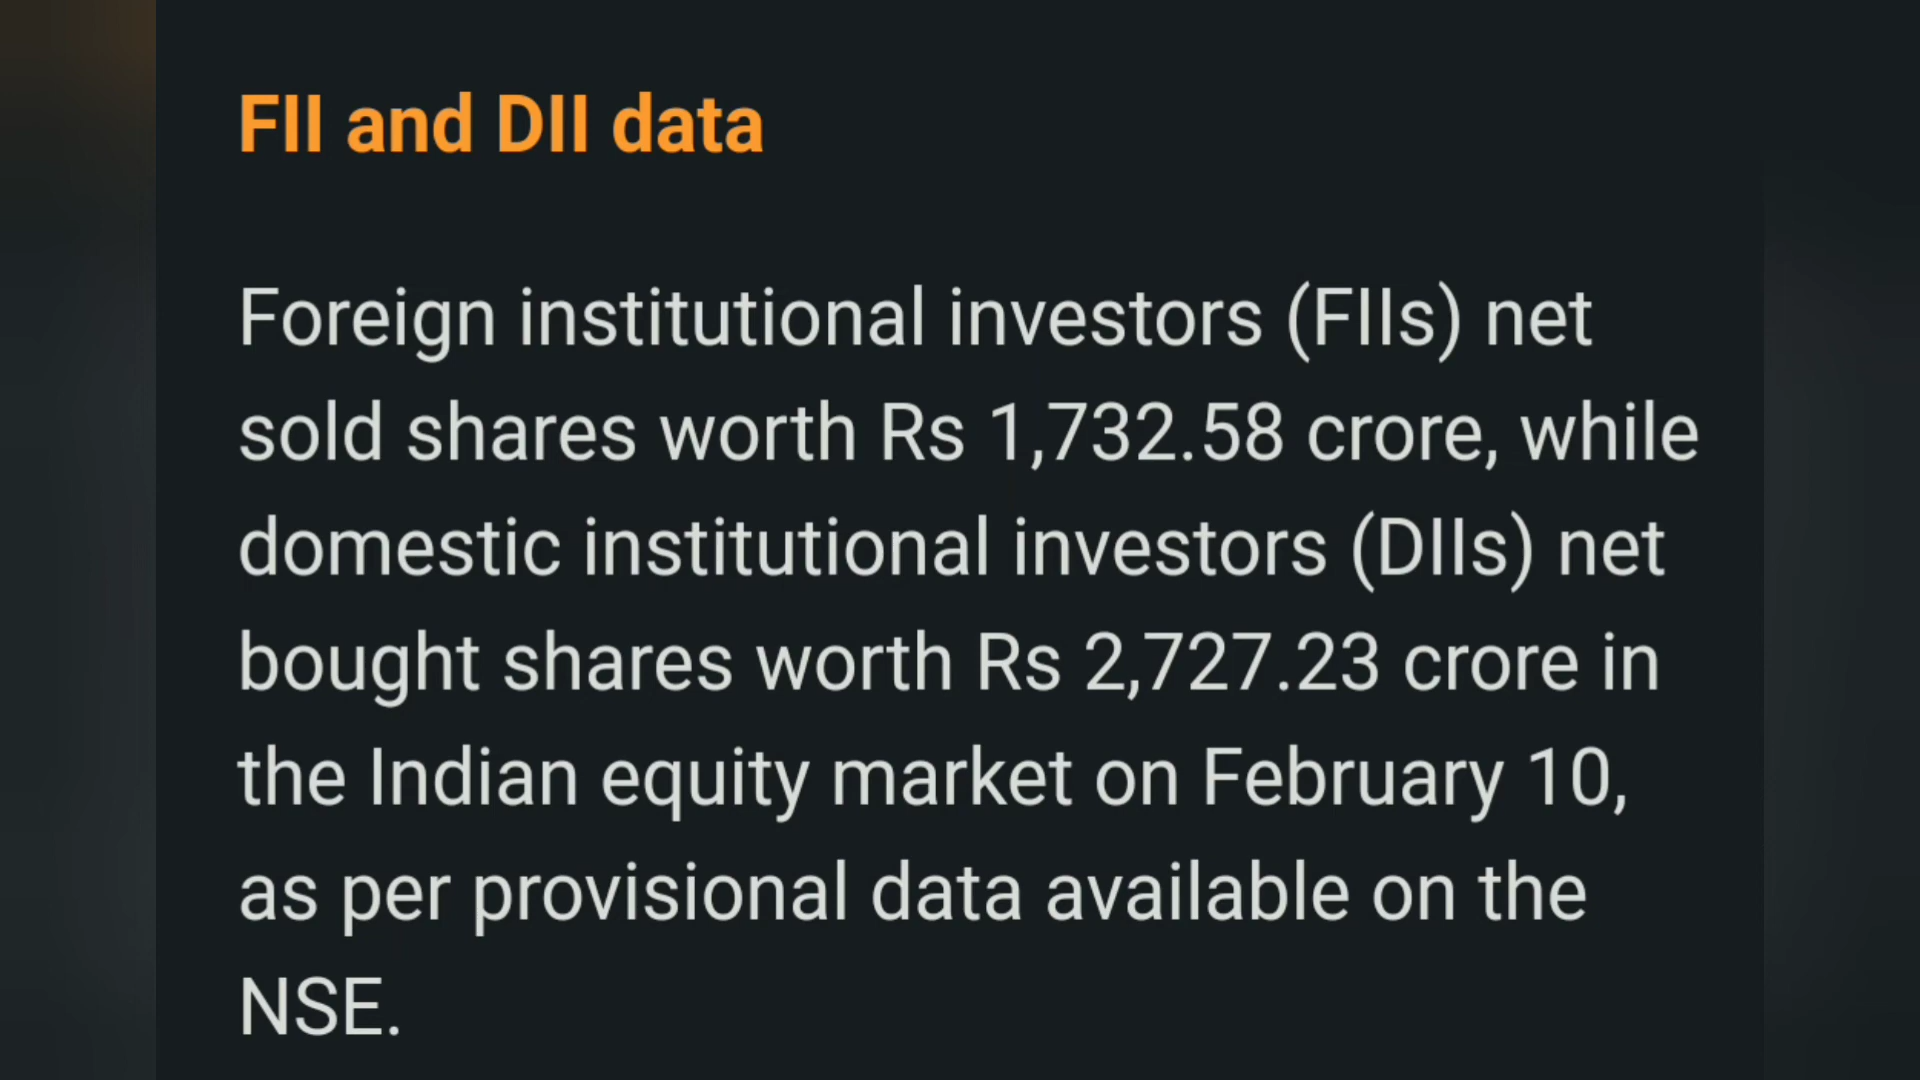 FII and DII data
Foreign institutional investors (FIIs) net
sold shares worth Rs 1,732.58 crore, while
domestic institutional investors (DIIs) net
bought shares worth Rs 2,727.23 crore in
the Indian equity market on February 10,
as per provisional data available on the
NSE.